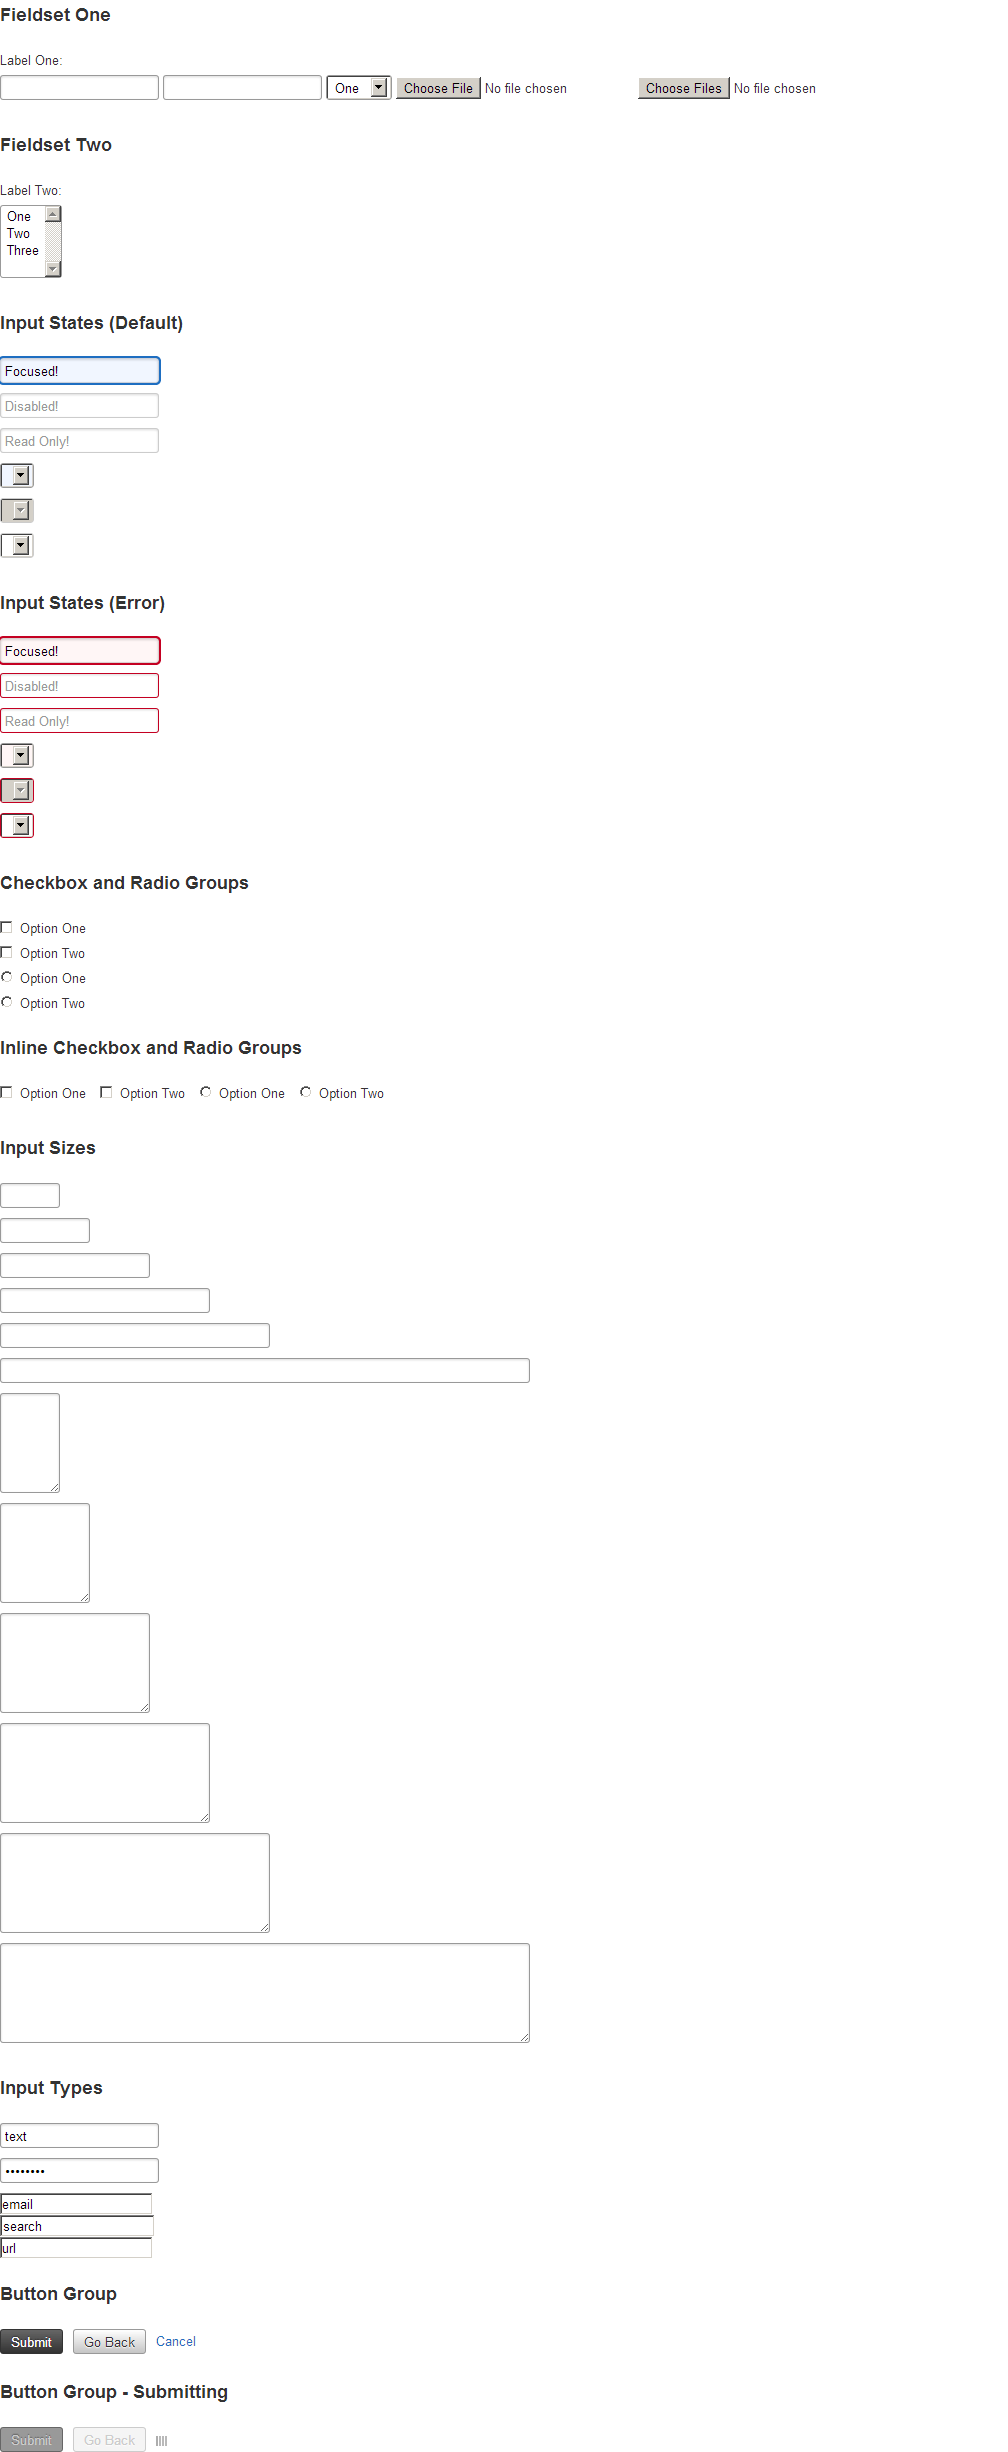 Fieldset One
Label One:
One Choose File No file chosen Choose Files No file chosen
Fieldset Two
Label Two:
One
Two
Three
Input States (Default)
Focused!
Disabled!
Read Only!
Input States (Error)
Focused!
Disabled!
Read Only!
Checkbox and Radio Groups
Option One
Option Two
Option One
Option Two
Inline Checkbox and Radio Groups
Option One Option Two Option One Option Two
Input Sizes
Input Types
text
••••••••
email
search
url
Button Group
Submit Go Back Cancel
Button Group - Submitting
Submit Go Back